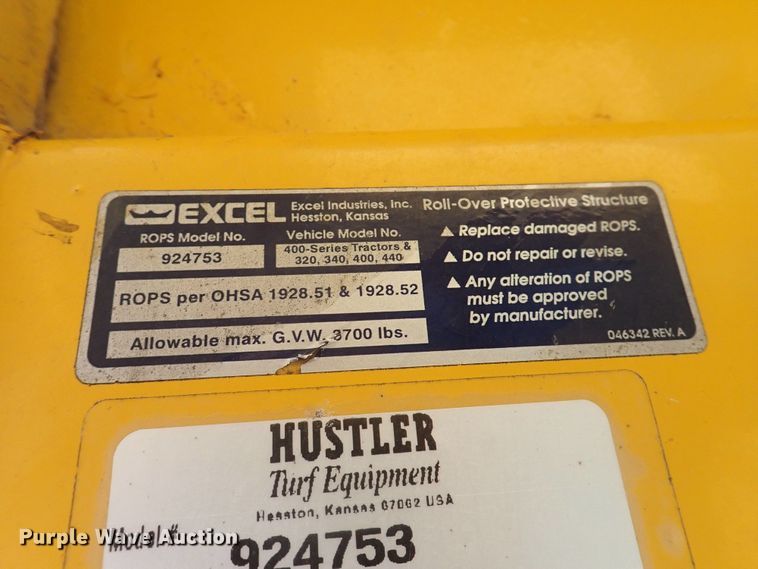 EXCEL
Excel Industries, Inc.
Hesston, Kansas
Roll-Over Protective Structure
ROPS Model No.
924753
Vehicle Model No.
400-Series Tractors &
320, 340, 400, 440
ROPS per OHSA 1928.51 & 1928.52
Allowable max. G.V.W. 3700 lbs.
▲ Replace damaged ROPS.
▲ Do not repair or revise.
▲ Any alteration of ROPS
must be approved
by manufacturer.
046342 REV. A
HUSTLER
Turf Equipment
Hesston, Kansas 67062 USA
Model #
924753
Purple Wave Auction